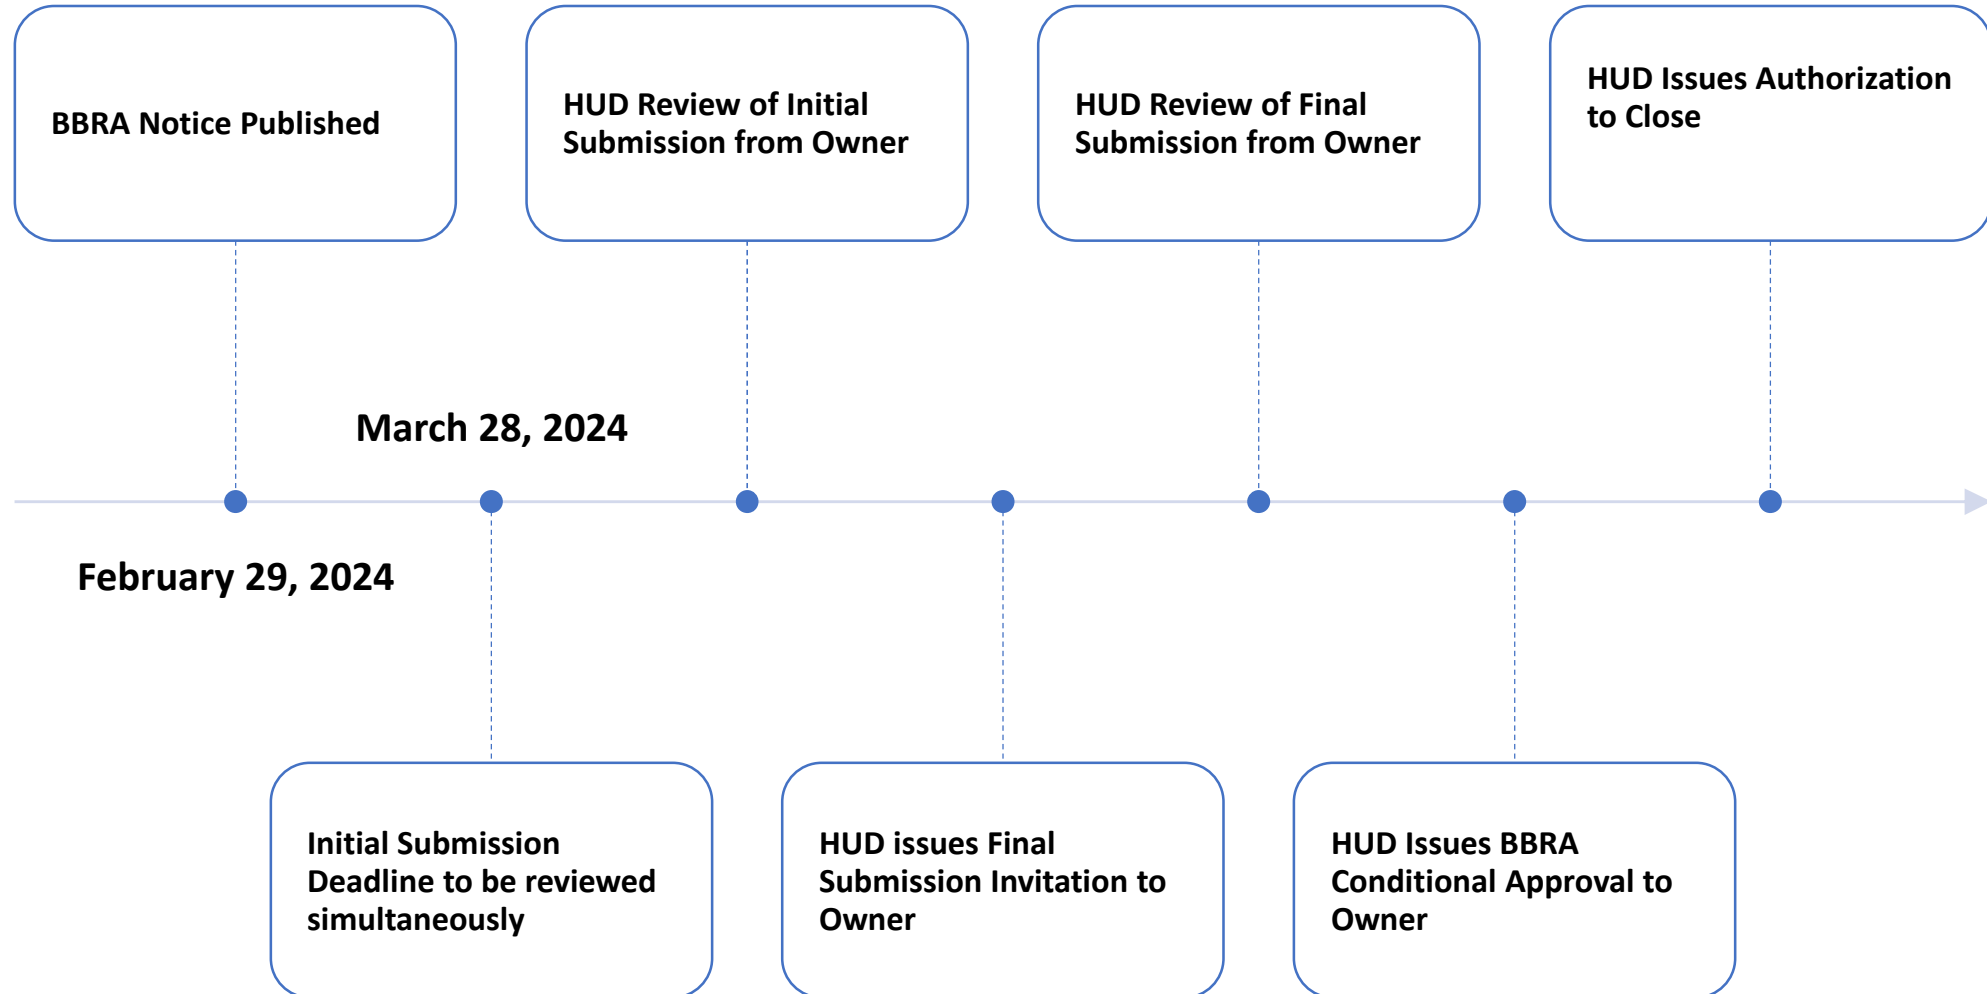 BBRA Notice Published
HUD Review of Initial
Submission from Owner
HUD Review of Final
Submission from Owner
HUD Issues Authorization
to Close
March 28, 2024
February 29, 2024
Initial Submission
Deadline to be reviewed
simultaneously
HUD issues Final
Submission Invitation to
Owner
HUD Issues BBRA
Conditional Approval to
Owner